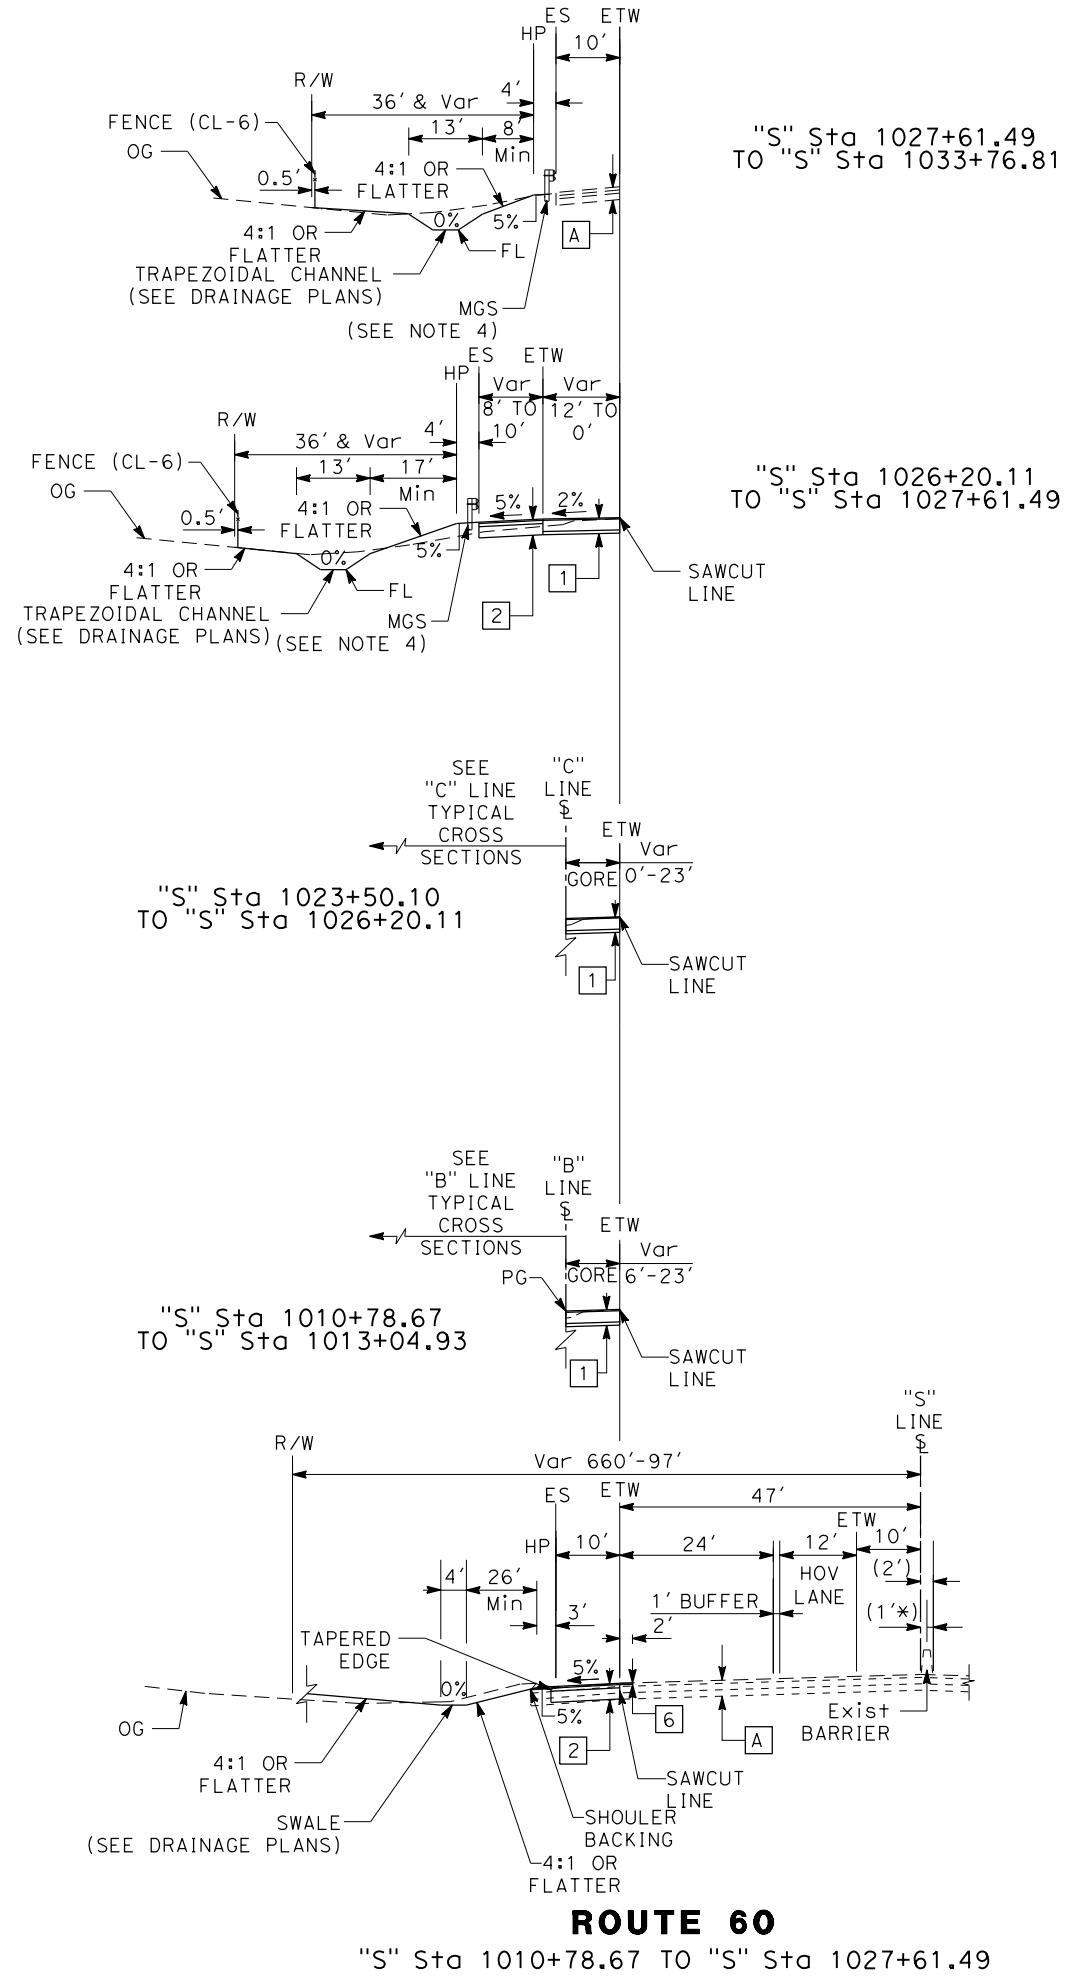 ES
ETW
HP
10'
R/W
4'
36' & Var
FENCE (CL-6)
13'
8'
Min
OG
4:1 OR
FLATTER
0.5'
"S" Sta 1027+61.49
TO "S" Sta 1033+76.81
0%
5%
A
4:1 OR
FLATTER
FL
TRAPEZOIDAL CHANNEL
(SEE DRAINAGE PLANS)
MGS
(SEE NOTE 4)
ES
ETW
HP
Var
8' TO
10'
Var
12' TO
0'
R/W
4'
36' & Var
FENCE (CL-6)
13'
17'
Min
OG
4:1 OR
FLATTER
0.5'
5%
2%
"S" Sta 1026+20.11
TO "S" Sta 1027+61.49
0%
5%
4:1 OR
FLATTER
FL
1
SAWCUT
LINE
2
TRAPEZOIDAL CHANNEL
(SEE DRAINAGE PLANS)
MGS
(SEE NOTE 4)
SEE
"C" LINE
TYPICAL
CROSS
SECTIONS
"C"
LINE
ETW
Var
0'-23'
GORE
"S" Sta 1023+50.10
TO "S" Sta 1026+20.11
SAWCUT
LINE
1
SEE
"B" LINE
TYPICAL
CROSS
SECTIONS
"B"
LINE
ETW
Var
6'-23'
GORE
PG
"S" Sta 1010+78.67
TO "S" Sta 1013+04.93
SAWCUT
LINE
1
"S"
LINE
R/W
Var 660'-97'
ES
ETW
47'
ETW
HP
10'
24'
12'
10'
HOV
LANE
(2')
4'
26'
Min
1' BUFFER
3'
2'
(1'*)
TAPERED
EDGE
5%
0%
OG
5%
6
2
A
Exist
BARRIER
4:1 OR
FLATTER
SAWCUT
LINE
SWALE
(SEE DRAINAGE PLANS)
SHOULER
BACKING
4:1 OR
FLATTER
ROUTE 60
"S" Sta 1010+78.67 TO "S" Sta 1027+61.49